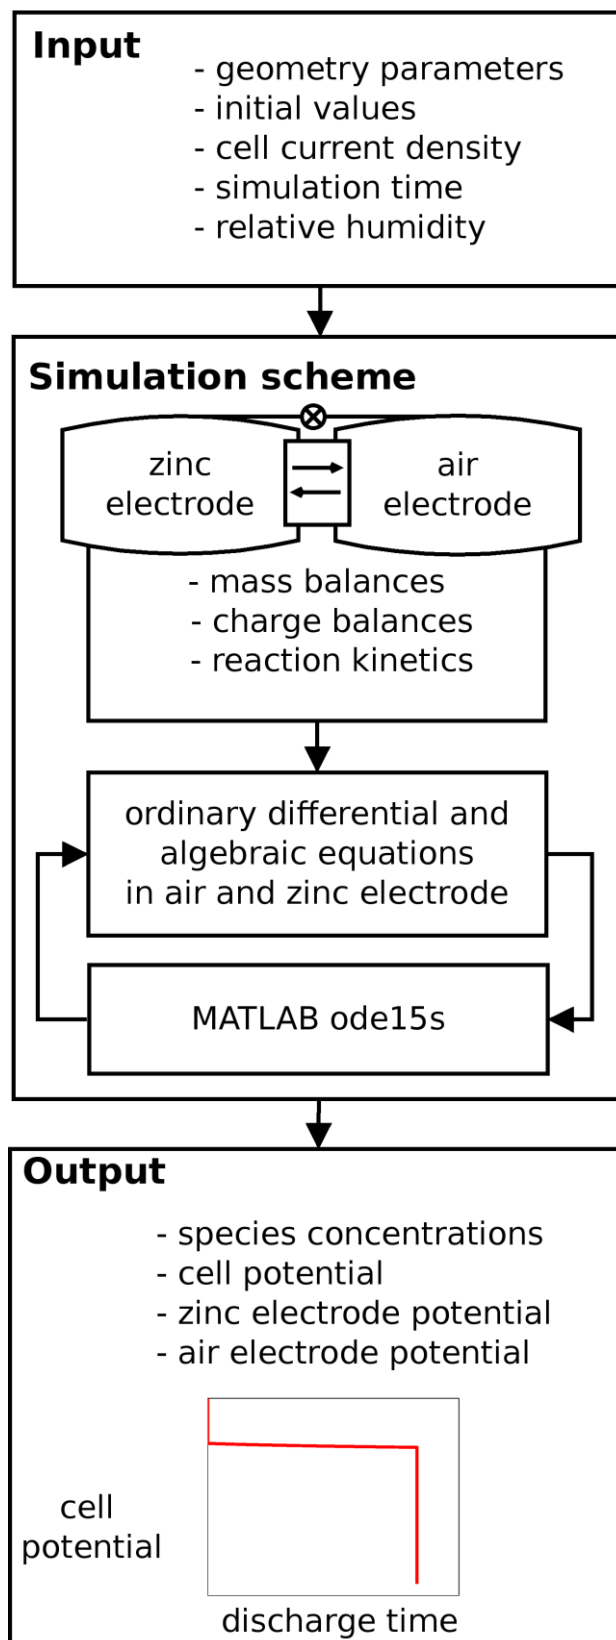 Input
- geometry parameters
- initial values
- cell current density
- simulation time
- relative humidity
Simulation scheme
zinc
electrode
air
electrode
- mass balances
- charge balances
- reaction kinetics
ordinary differential and
algebraic equations
in air and zinc electrode
MATLAB ode15s
Output
- species concentrations
- cell potential
- zinc electrode potential
- air electrode potential
cell
potential
discharge time